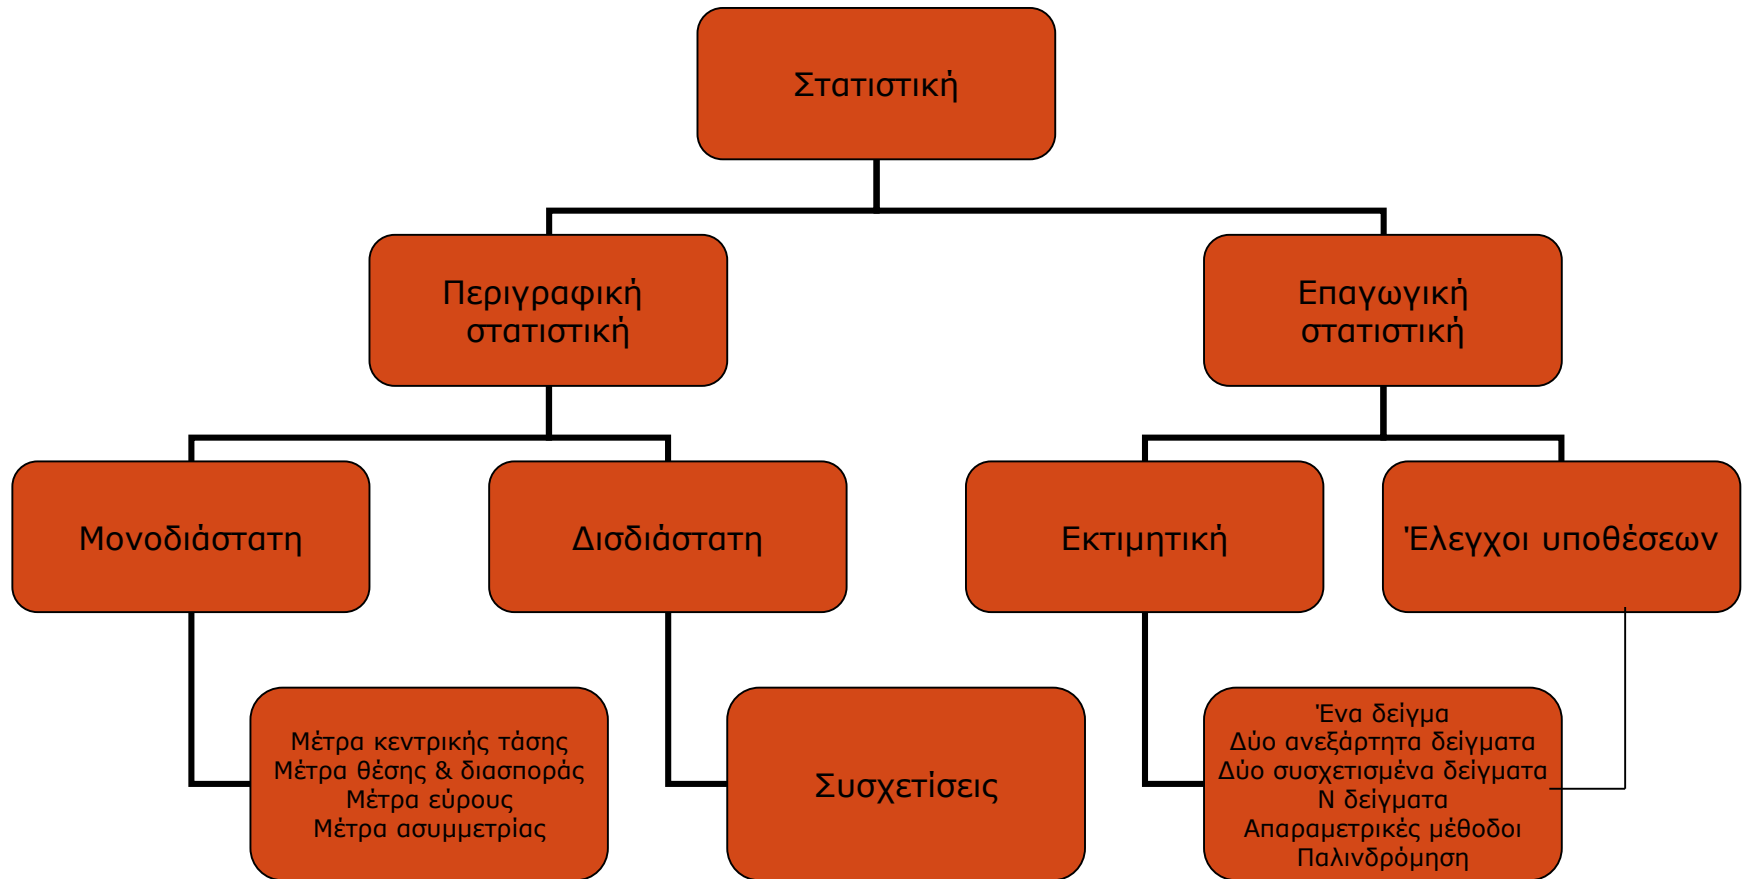 Στατιστική
Περιγραφική
στατιστική
Επαγωγική
στατιστική
Μονοδιάστατη
Δισδιάστατη
Εκτιμητική
Έλεγχοι υποθέσεων
Μέτρα κεντρικής τάσης
Μέτρα θέσης & διασποράς
Μέτρα εύρους
Μέτρα ασυμμετρίας
Συσχετίσεις
Ένα δείγμα
Δύο ανεξάρτητα δείγματα
Δύο συσχετισμένα δείγματα
Ν δείγματα
Απαραμετρικές μέθοδοι
Παλινδρόμηση